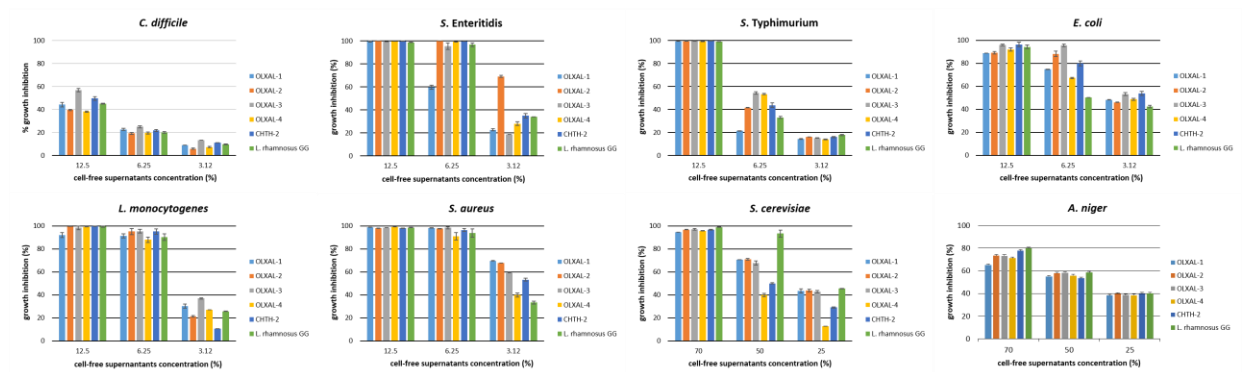 C. difficile
% growth inhibition
100
80
60
40
20
0
12.5 6.25 3.12
cell-free supernatants concentration (%)
OLXAL-1
OLXAL-2
OLXAL-3
OLXAL-4
CHTH-2
L. rhamnosus GG
S. Enteritidis
growth inhibition (%)
100
80
60
40
20
0
12.5 6.25 3.12
cell-free supernatants concentration (%)
OLXAL-1
OLXAL-2
OLXAL-3
OLXAL-4
CHTH-2
L. rhamnosus GG
S. Typhimurium
growth inhibition (%)
100
80
60
40
20
0
12.5 6.25 3.12
cell-free supernatants concentration (%)
OLXAL-1
OLXAL-2
OLXAL-3
OLXAL-4
CHTH-2
L. rhamnosus GG
E. coli
growth inhibition (%)
100
80
60
40
20
0
12.5 6.25 3.12
cell-free supernatants concentration (%)
OLXAL-1
OLXAL-2
OLXAL-3
OLXAL-4
CHTH-2
L. rhamnosus GG
L. monocytogenes
growth inhibition (%)
100
80
60
40
20
0
12.5 6.25 3.12
cell-free supernatants concentration (%)
OLXAL-1
OLXAL-2
OLXAL-3
OLXAL-4
CHTH-2
L. rhamnosus GG
S. aureus
growth inhibition (%)
100
80
60
40
20
0
12.5 6.25 3.12
cell-free supernatants concentration (%)
OLXAL-1
OLXAL-2
OLXAL-3
OLXAL-4
CHTH-2
L. rhamnosus GG
S. cerevisiae
growth inhibition (%)
100
80
60
40
20
0
70 50 25
cell-free supernatants concentration (%)
OLXAL-1
OLXAL-2
OLXAL-3
OLXAL-4
CHTH-2
L. rhamnosus GG
A. niger
growth inhibition (%)
100
80
60
40
20
0
70 50 25
cell-free supernatants concentration (%)
OLXAL-1
OLXAL-2
OLXAL-3
OLXAL-4
CHTH-2
L. rhamnosus GG